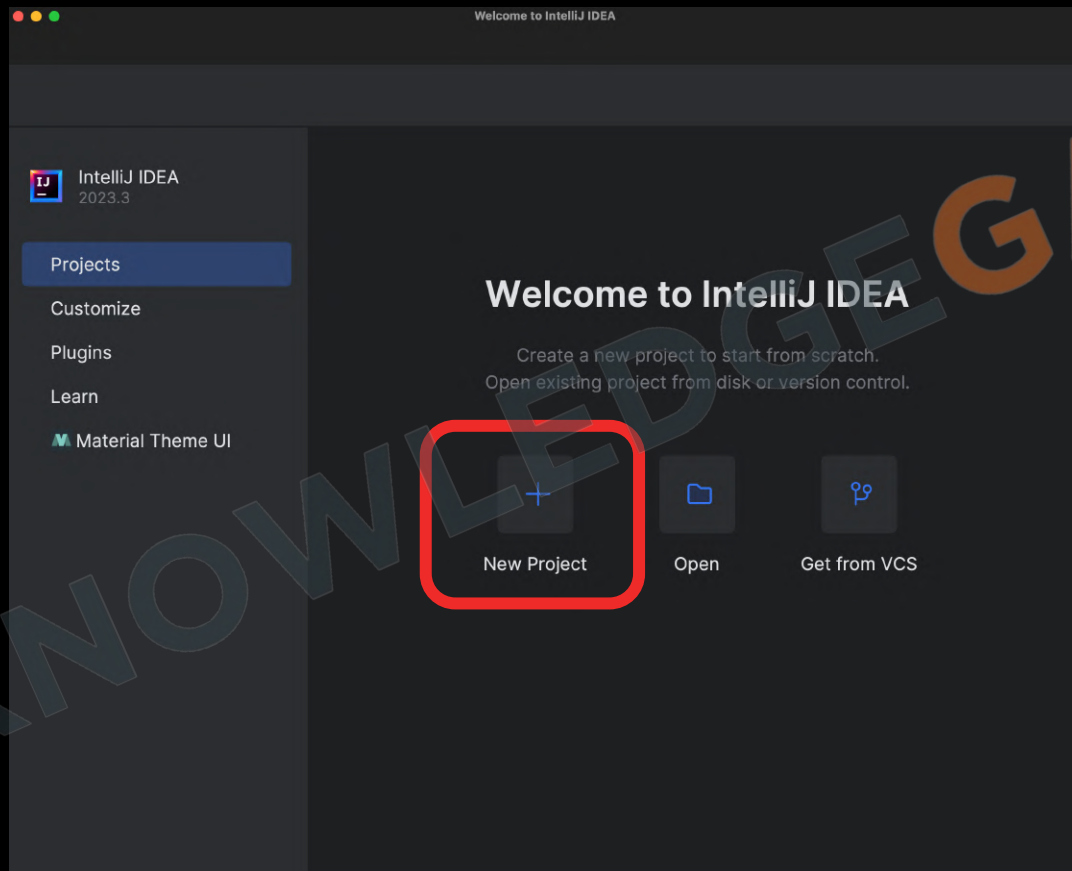 Welcome to IntelliJ IDEA
IJ
IntelliJ IDEA
2023.3
Projects
Customize
Plugins
Learn
Material Theme UI
Welcome to IntelliJ IDEA
Create a new project to start from scratch.
Open existing project from disk or version control.
New Project
Open
Get from VCS
KNOWLEDGEG